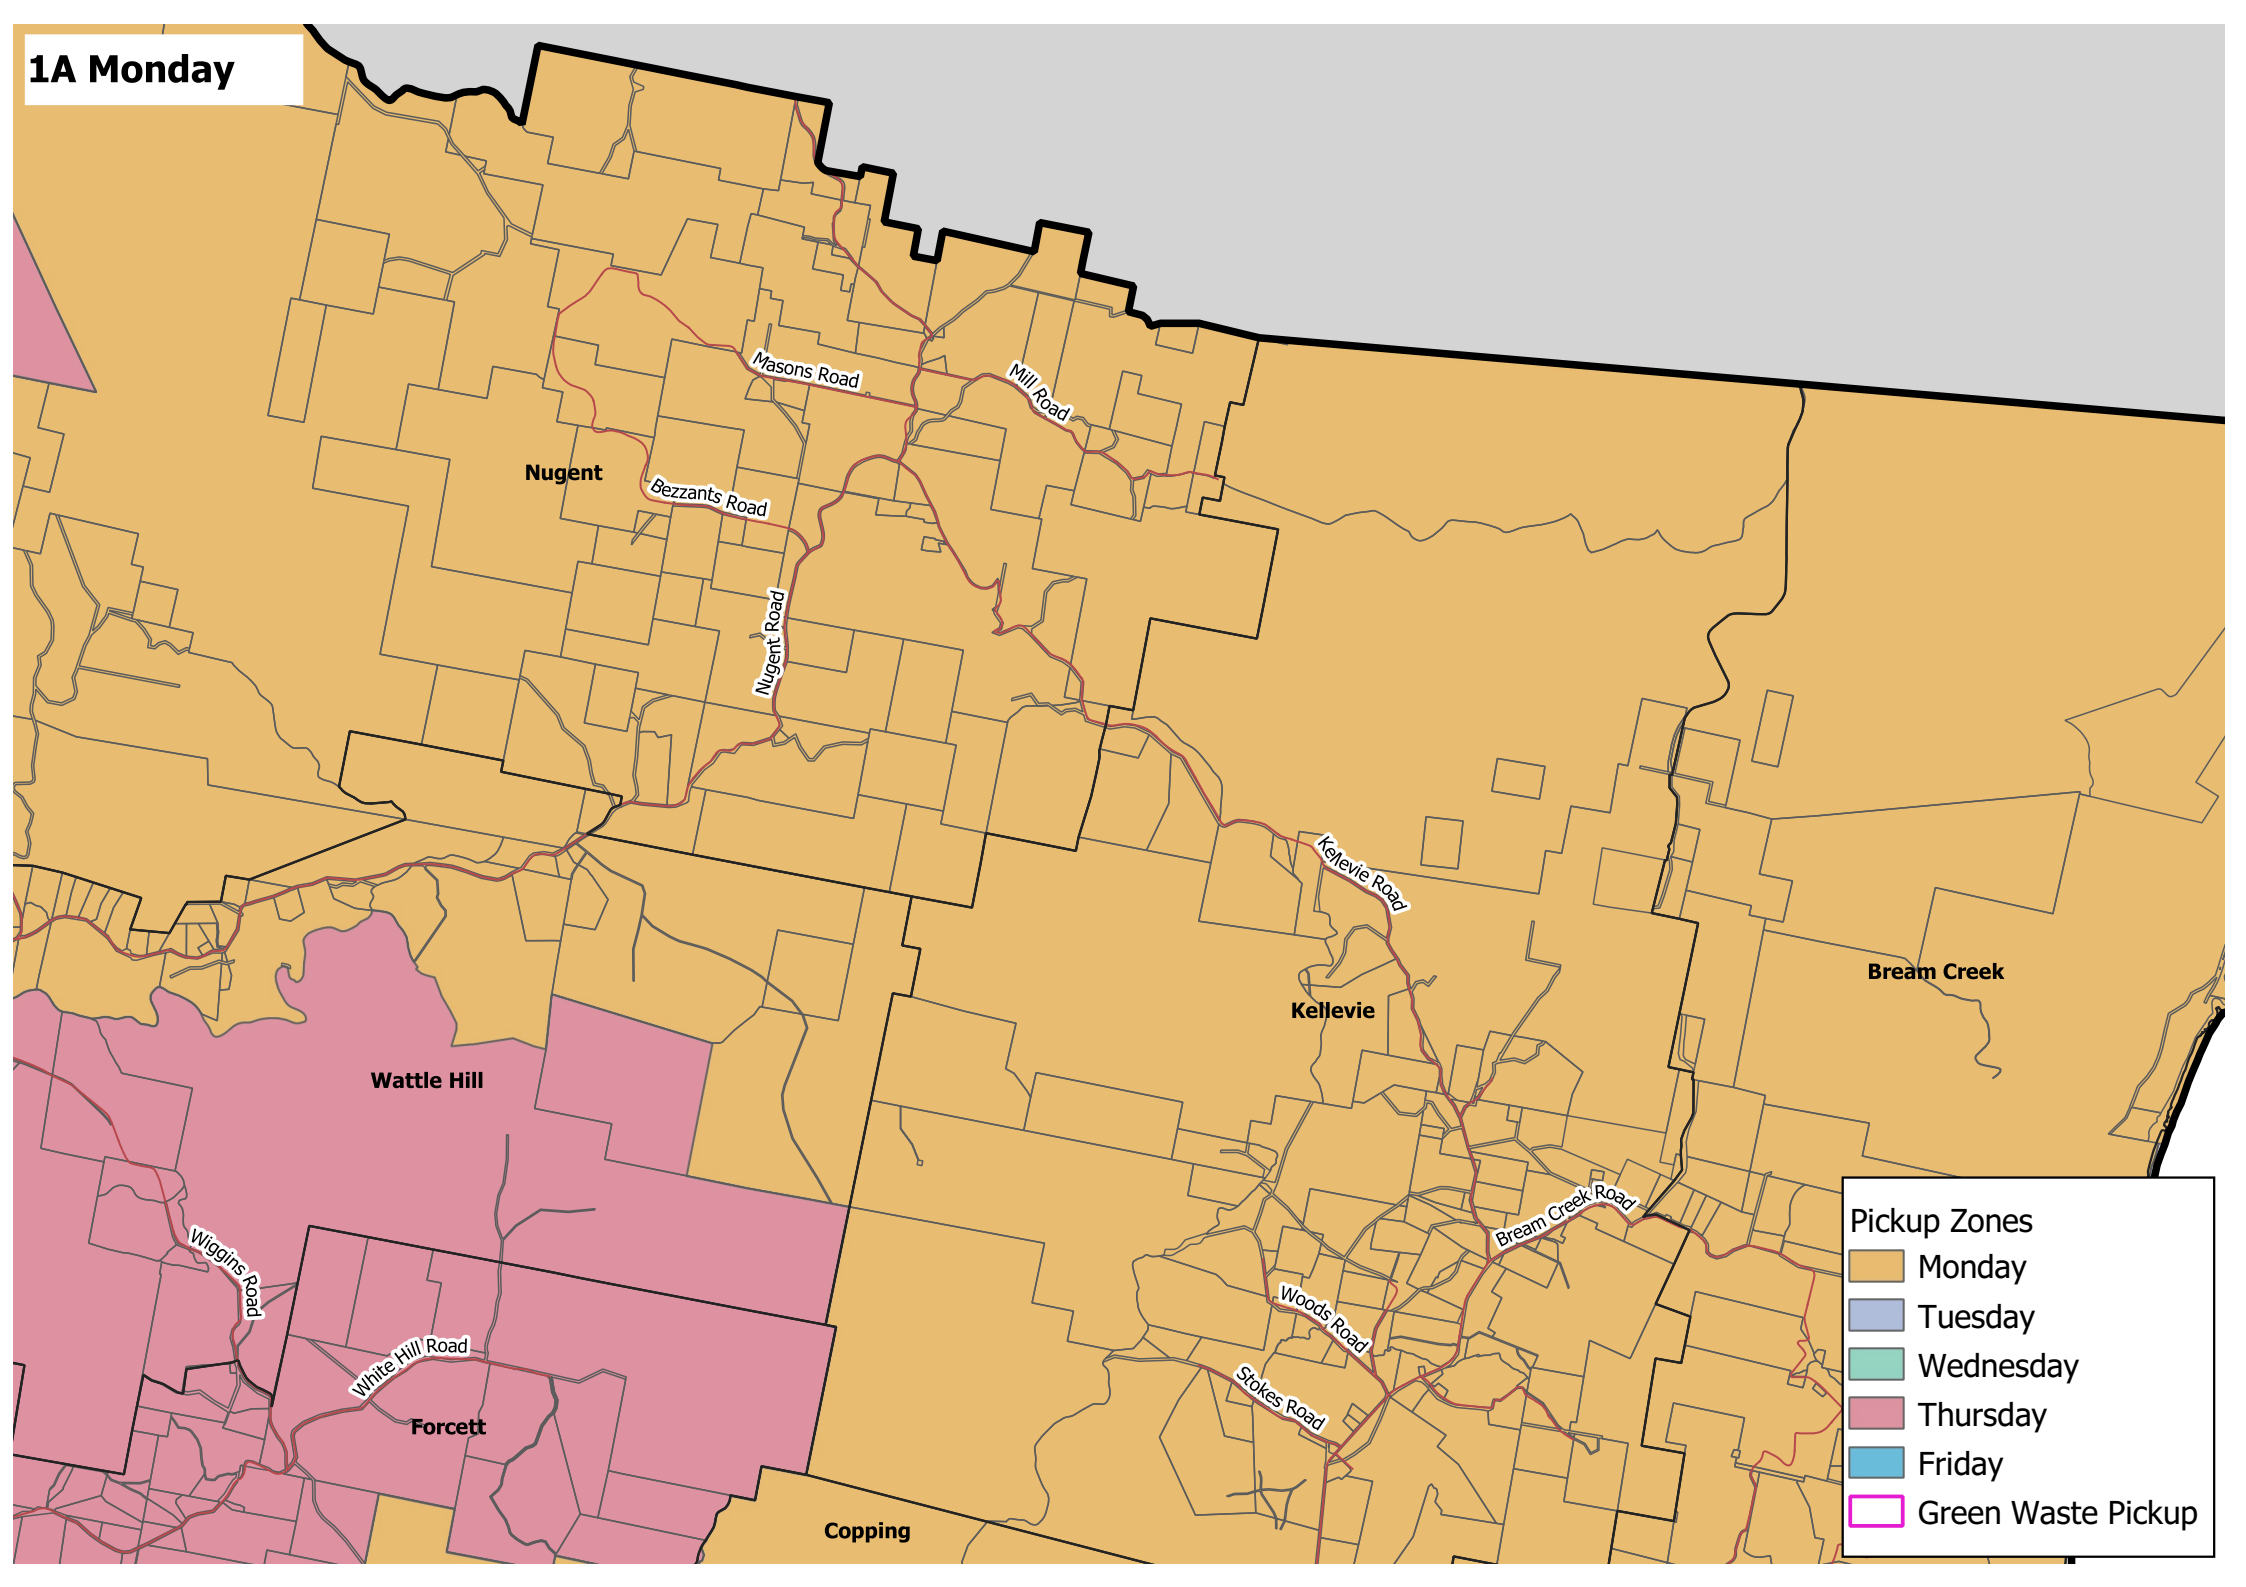 1A Monday
Masons Road
Mill Road
Nugent
Bezzants Road
Nugent Road
Kellevie Road
Bream Creek
Kellevie
Wattle Hill
Bream Creek Road
Wiggins Road
Woods Road
White Hill Road
Stokes Road
Forcett
Copping
Pickup Zones
Monday
Tuesday
Wednesday
Thursday
Friday
Green Waste Pickup